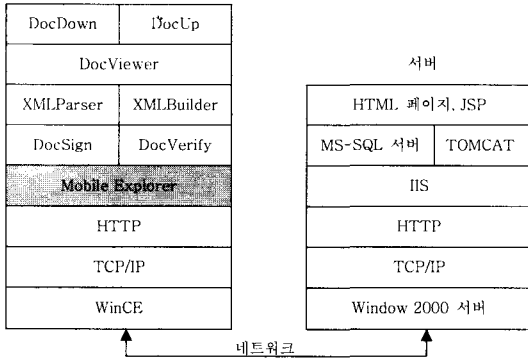 DocDown DocUp
DocViewer
XMLParser XMLBuilder
DocSign DocVerify
Mobile Explorer
HTTP
TCP/IP
WinCE
서버
HTML 페이지, JSP
MS-SQL 서버 TOMCAT
IIS
HTTP
TCP/IP
Window 2000 서버
네트워크